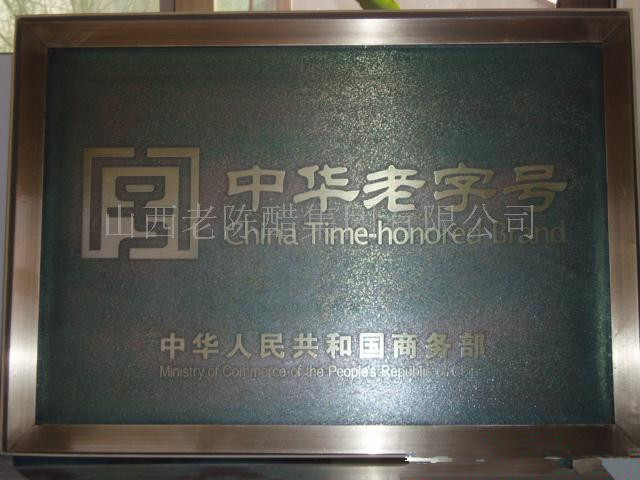 中华老字号
山西老陈醋集团有限公司
China Time-honored Brand
中华人民共和国商务部
Ministry of Commerce of the People's Republic of China